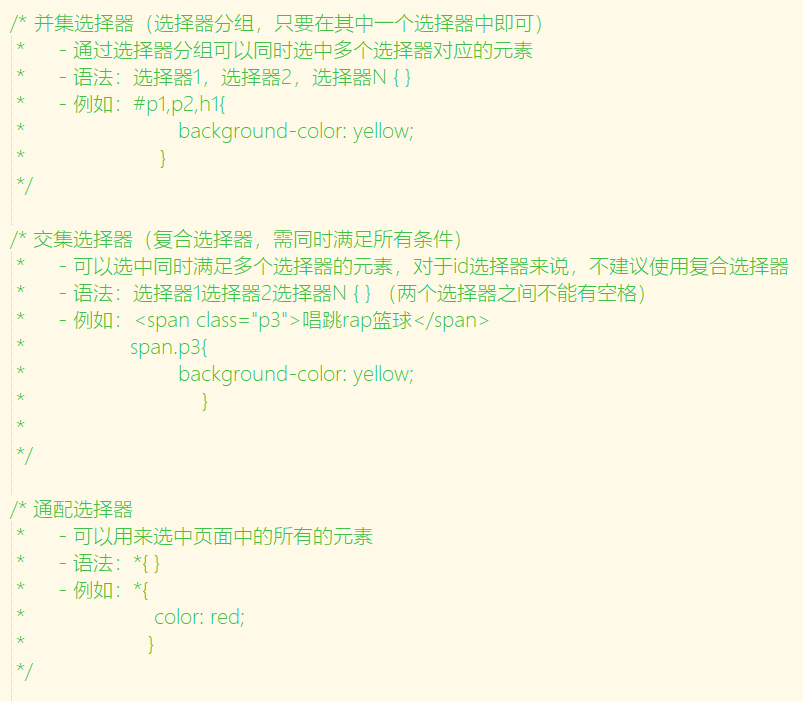 /* 并集选择器（选择器分组，只要在其中一个选择器中即可）
* - 通过选择器分组可以同时选中多个选择器对应的元素
* - 语法：选择器1，选择器2，选择器N { }
* - 例如：#p1,p2,h1{
* background-color: yellow;
* }
*/
/* 交集选择器（复合选择器，需同时满足所有条件）
* - 可以选中同时满足多个选择器的元素，对于id选择器来说，不建议使用复合选择器
* - 语法：选择器1选择器2选择器N { } （两个选择器之间不能有空格）
* - 例如：<span class="p3">唱跳rap篮球</span>
* span.p3{
* background-color: yellow;
* }
*
*/
/* 通配选择器
* - 可以用来选中页面中的所有的元素
* - 语法：*{ }
* - 例如：*{
* color: red;
* }
*/